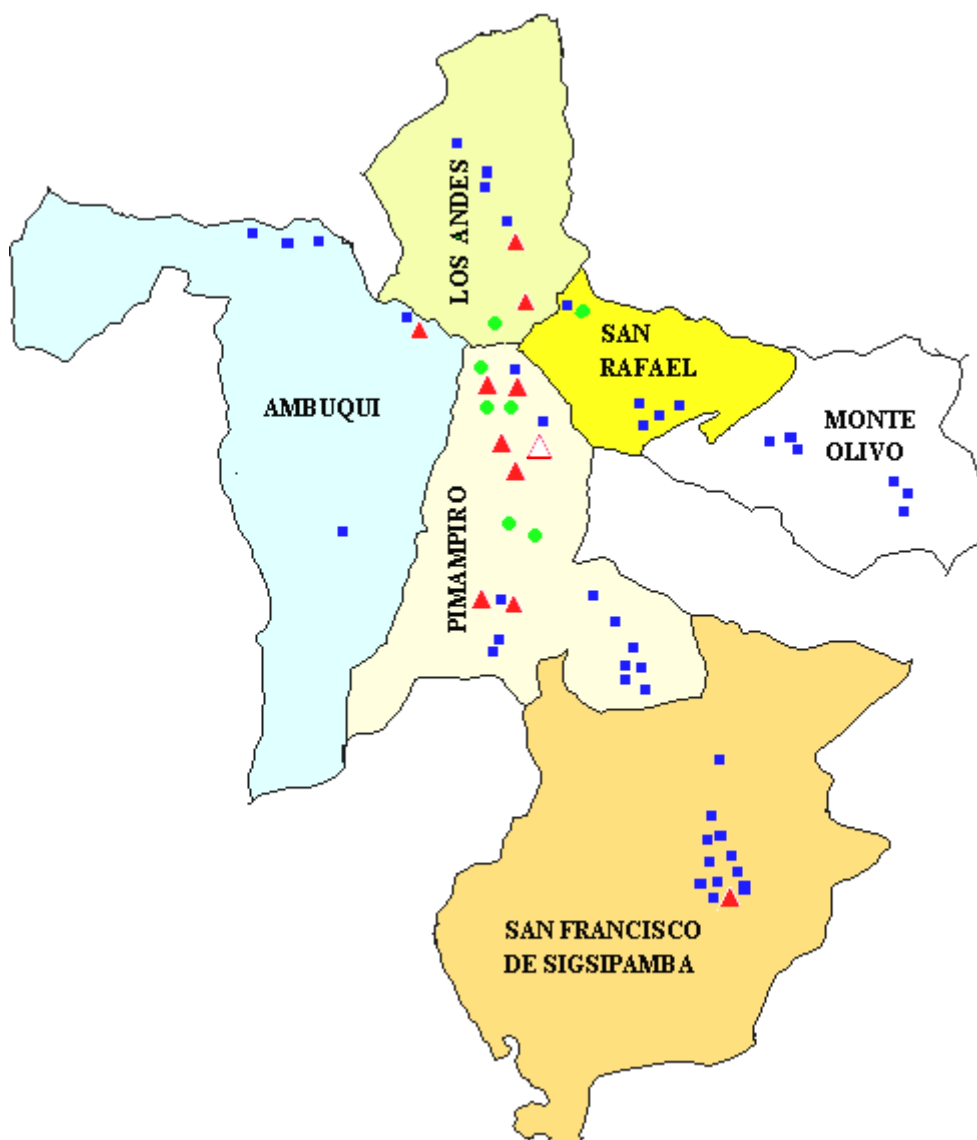 LOS ANDES
SAN
RAFAEL
AMBUQUI
MONTE
OLIVO
PIMAMPIRO
SAN FRANCISCO
DE SIGSIPAMBA